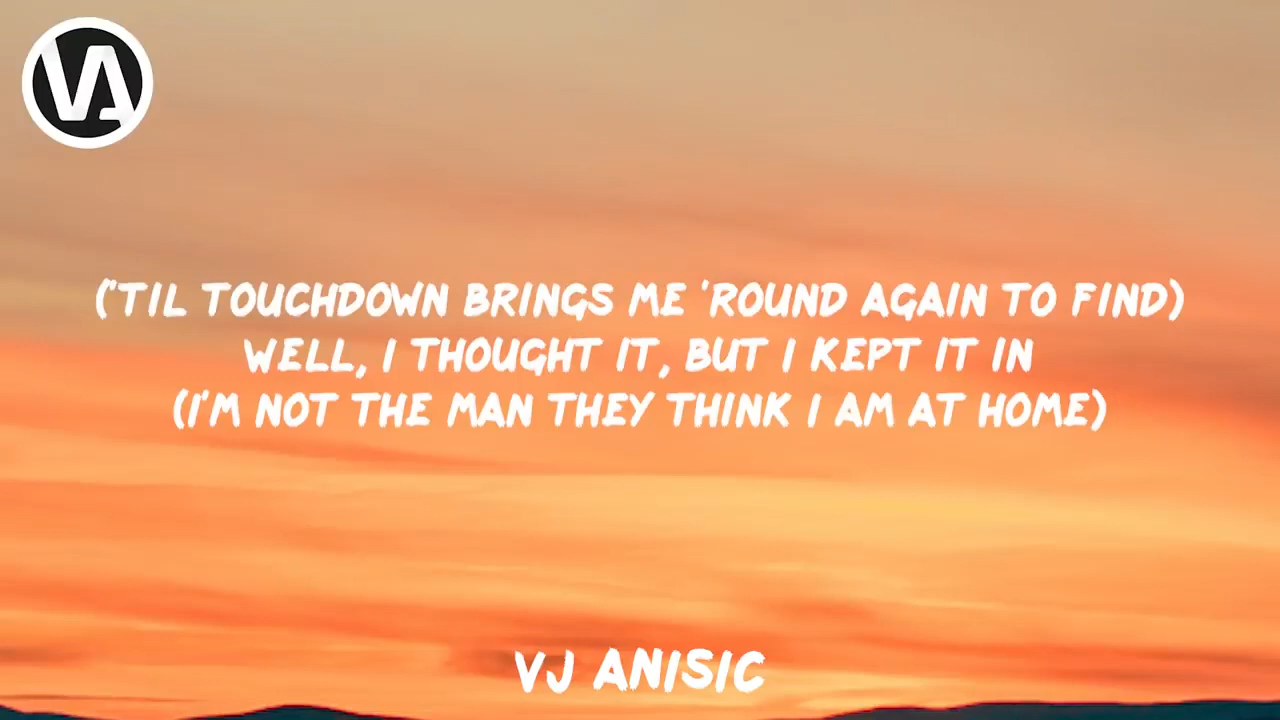 VA
('TIL TOUCHDOWN BRINGS ME 'ROUND AGAIN TO FIND)
WELL, I THOUGHT IT, BUT I KEPT IT IN
(I'M NOT THE MAN THEY THINK I AM AT HOME)
VJ ANISIC